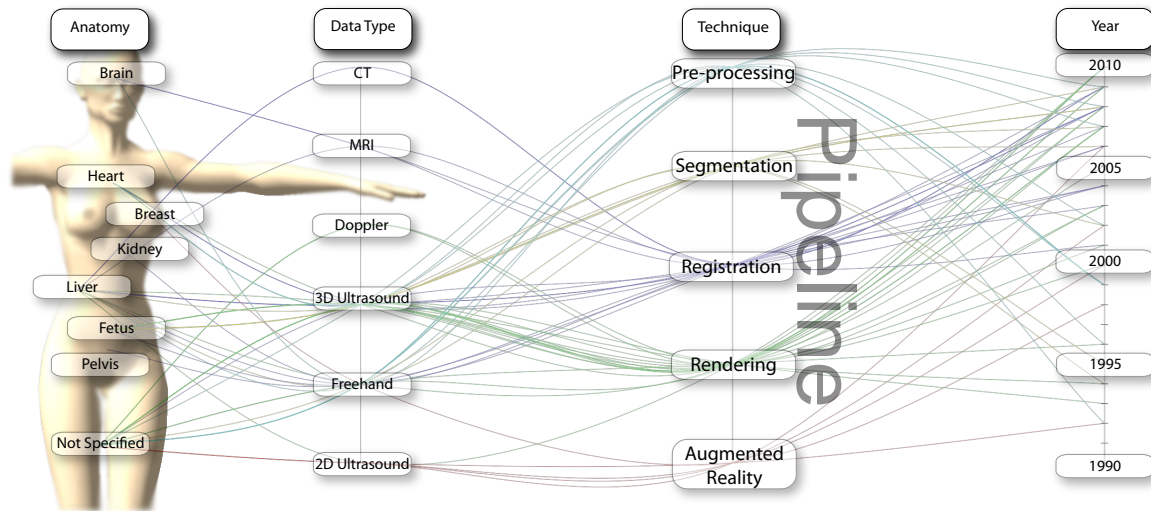 Anatomy
Data Type
Technique
Year
Brain
Heart
Breast
Kidney
Liver
Fetus
Pelvis
Not Specified
CT
MRI
Doppler
3D Ultrasound
Freehand
2D Ultrasound
Pre-processing
Segmentation
Registration
Rendering
Augmented
Reality
Pipeline
2010
2005
2000
1995
1990